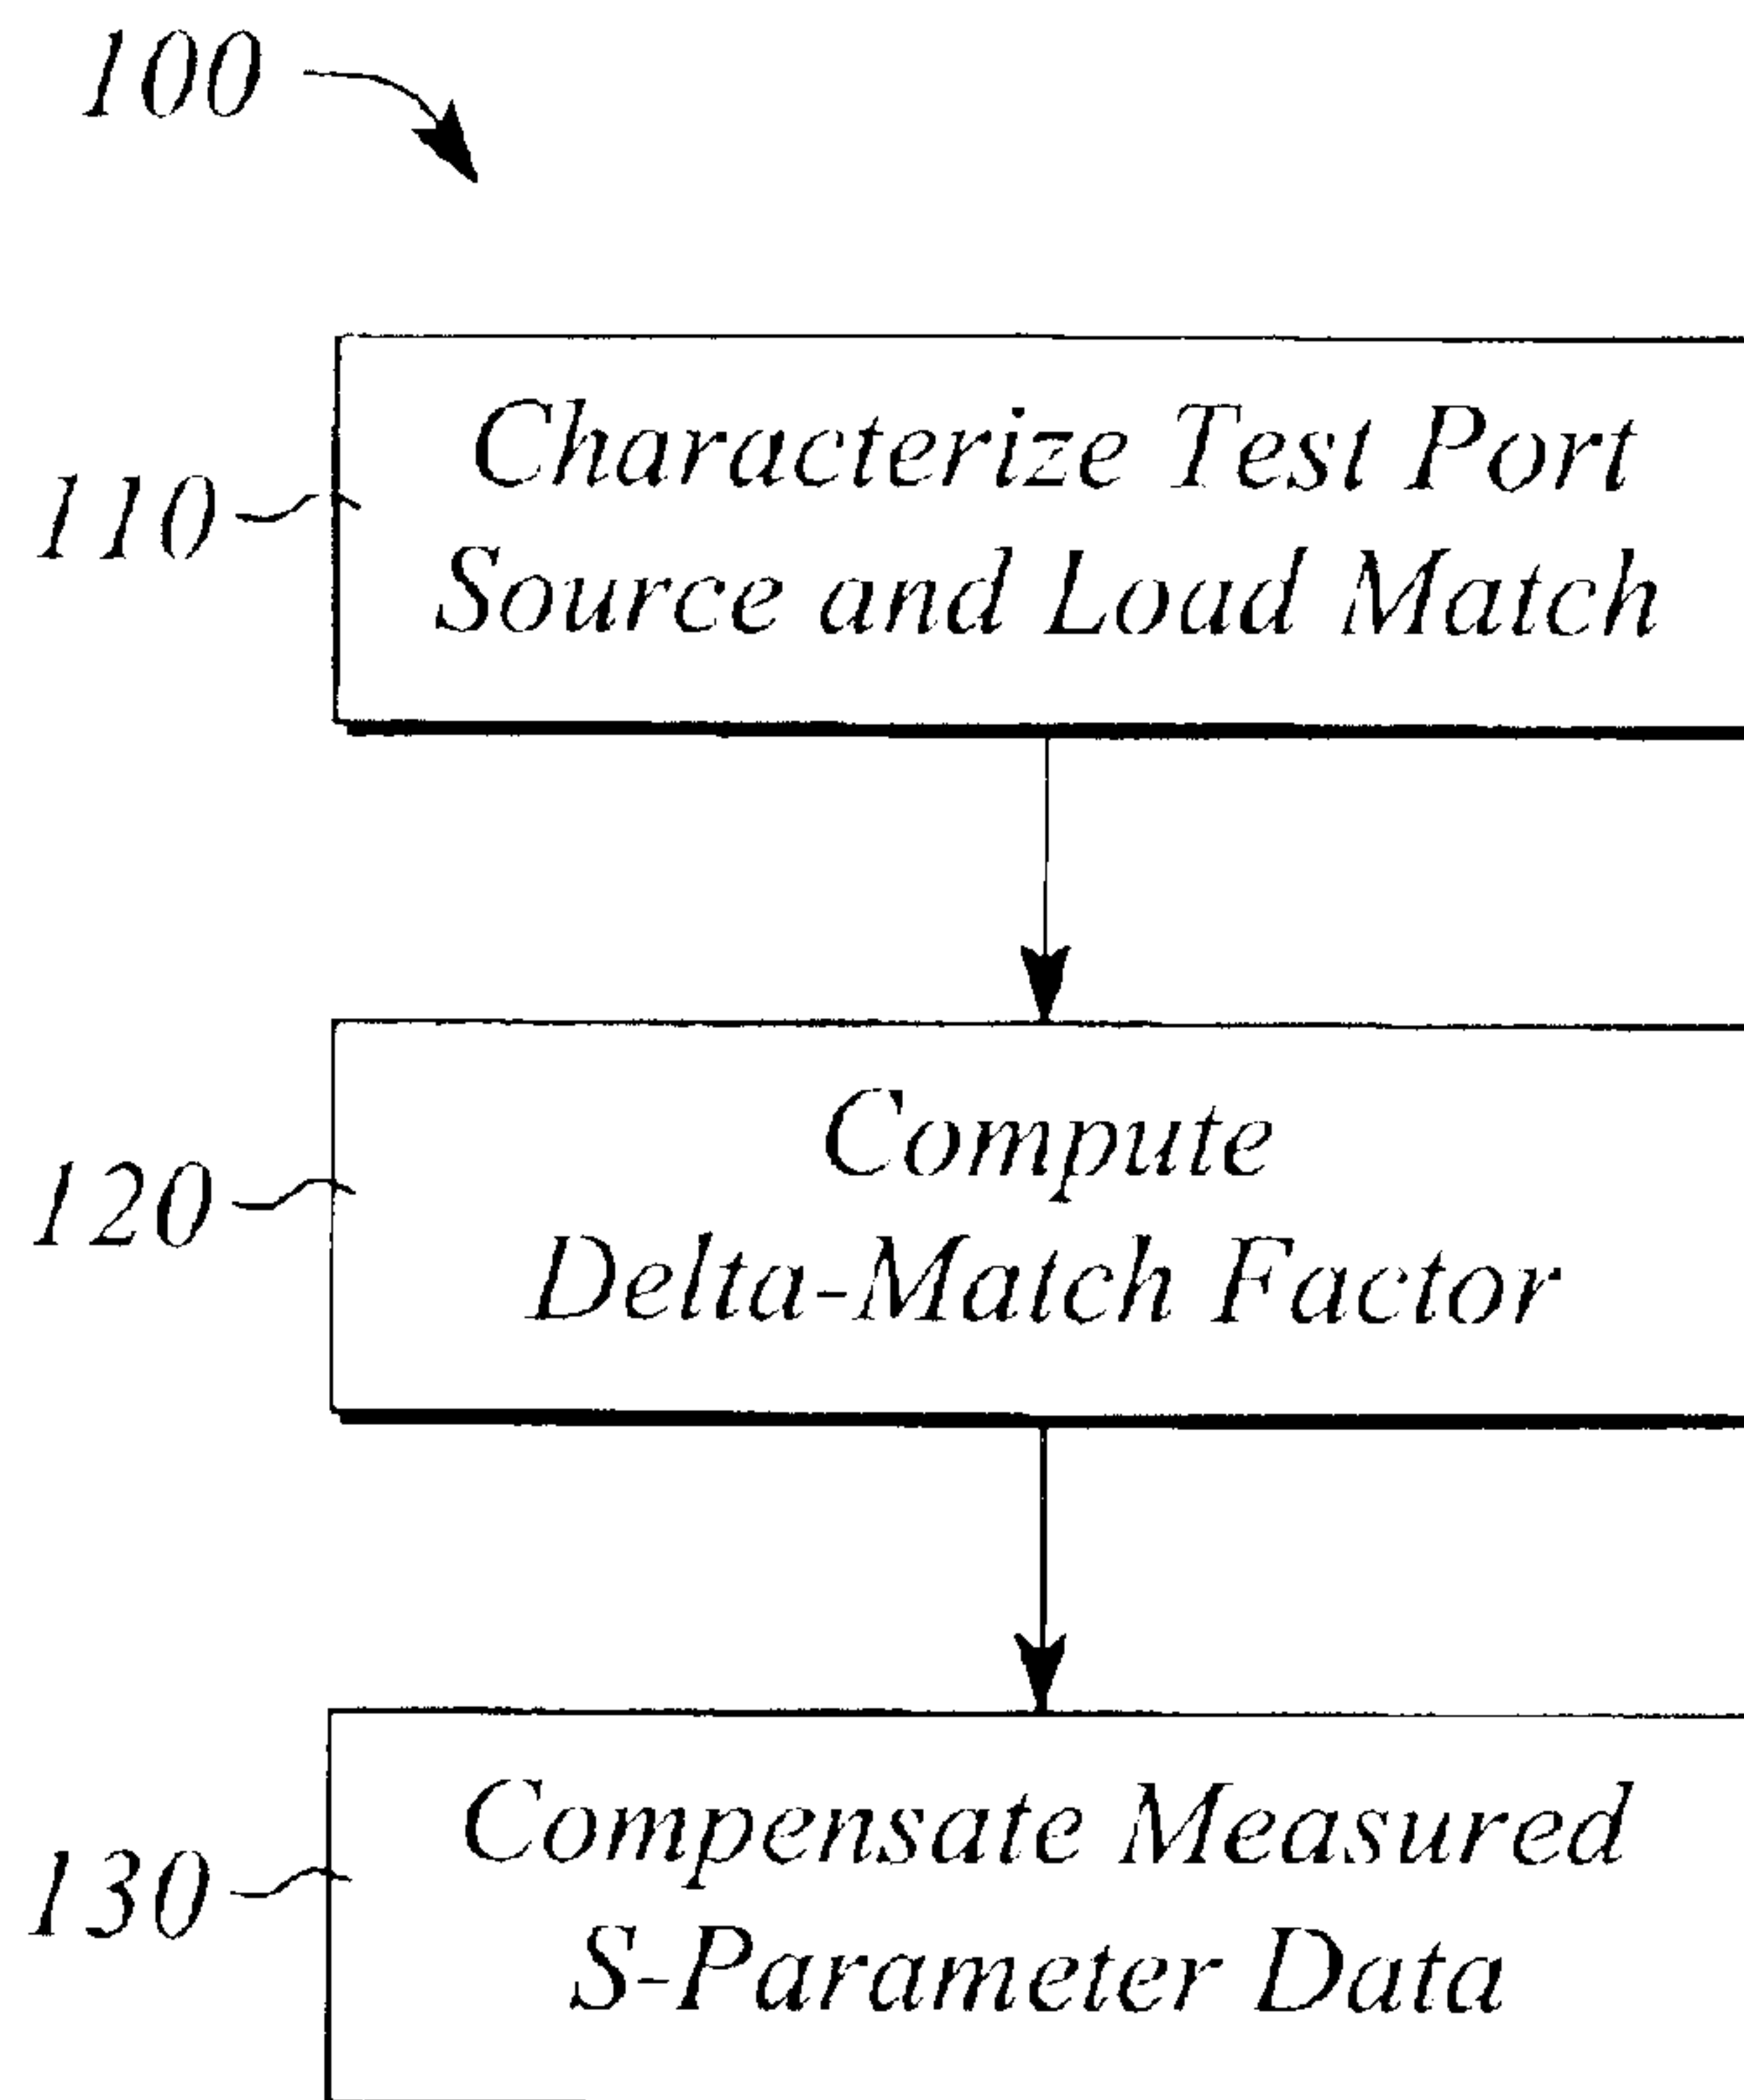 100
110
Characterize Test Port
Source and Load Match
120
Compute
Delta-Match Factor
130
Compensate Measured
S-Parameter Data